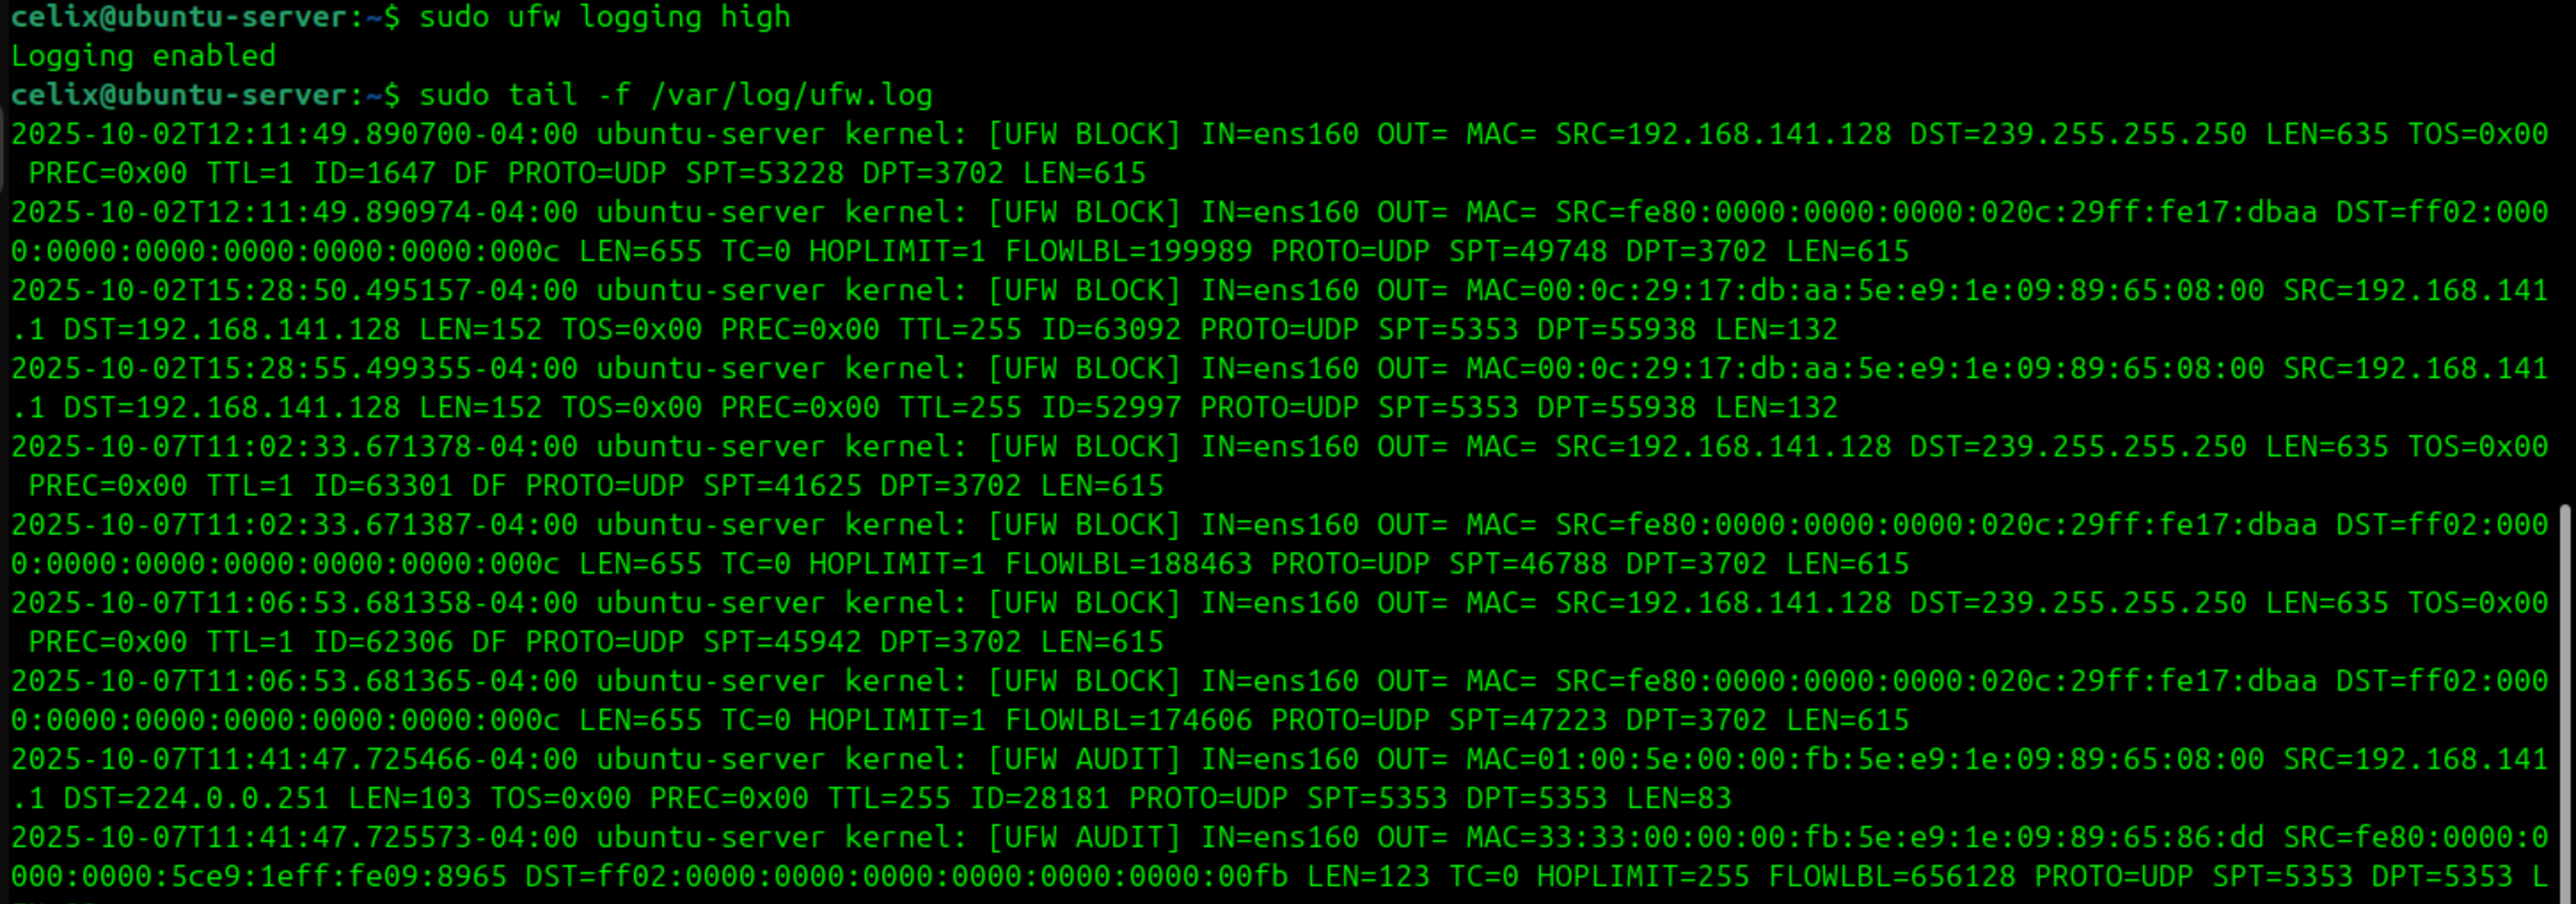 celix@ubuntu-server:~$ sudo ufw logging high
Logging enabled
celix@ubuntu-server:~$ sudo tail -f /var/log/ufw.log
2025-10-02T12:11:49.890700-04:00 ubuntu-server kernel: [UFW BLOCK] IN=ens160 OUT= MAC= SRC=192.168.141.128 DST=239.255.255.250 LEN=635 TOS=0x00
 PREC=0x00 TTL=1 ID=1647 DF PROTO=UDP SPT=53228 DPT=3702 LEN=615
2025-10-02T12:11:49.890974-04:00 ubuntu-server kernel: [UFW BLOCK] IN=ens160 OUT= MAC= SRC=fe80:0000:0000:0000:020c:29ff:fe17:dbaa DST=ff02:000
0:0000:0000:0000:0000:0000:000c LEN=655 TC=0 HOPLIMIT=1 FLOWLBL=199989 PROTO=UDP SPT=49748 DPT=3702 LEN=615
2025-10-02T15:28:50.495157-04:00 ubuntu-server kernel: [UFW BLOCK] IN=ens160 OUT= MAC=00:0c:29:17:db:aa:5e:e9:1e:09:89:65:08:00 SRC=192.168.141
.1 DST=192.168.141.128 LEN=152 TOS=0x00 PREC=0x00 TTL=255 ID=63092 PROTO=UDP SPT=5353 DPT=55938 LEN=132
2025-10-02T15:28:55.499355-04:00 ubuntu-server kernel: [UFW BLOCK] IN=ens160 OUT= MAC=00:0c:29:17:db:aa:5e:e9:1e:09:89:65:08:00 SRC=192.168.141
.1 DST=192.168.141.128 LEN=152 TOS=0x00 PREC=0x00 TTL=255 ID=52997 PROTO=UDP SPT=5353 DPT=55938 LEN=132
2025-10-07T11:02:33.671378-04:00 ubuntu-server kernel: [UFW BLOCK] IN=ens160 OUT= MAC= SRC=192.168.141.128 DST=239.255.255.250 LEN=635 TOS=0x00
 PREC=0x00 TTL=1 ID=63301 DF PROTO=UDP SPT=41625 DPT=3702 LEN=615
2025-10-07T11:02:33.671387-04:00 ubuntu-server kernel: [UFW BLOCK] IN=ens160 OUT= MAC= SRC=fe80:0000:0000:0000:020c:29ff:fe17:dbaa DST=ff02:000
0:0000:0000:0000:0000:0000:000c LEN=655 TC=0 HOPLIMIT=1 FLOWLBL=188463 PROTO=UDP SPT=46788 DPT=3702 LEN=615
2025-10-07T11:06:53.681358-04:00 ubuntu-server kernel: [UFW BLOCK] IN=ens160 OUT= MAC= SRC=192.168.141.128 DST=239.255.255.250 LEN=635 TOS=0x00
 PREC=0x00 TTL=1 ID=62306 DF PROTO=UDP SPT=45942 DPT=3702 LEN=615
2025-10-07T11:06:53.681365-04:00 ubuntu-server kernel: [UFW BLOCK] IN=ens160 OUT= MAC= SRC=fe80:0000:0000:0000:020c:29ff:fe17:dbaa DST=ff02:000
0:0000:0000:0000:0000:0000:000c LEN=655 TC=0 HOPLIMIT=1 FLOWLBL=174606 PROTO=UDP SPT=47223 DPT=3702 LEN=615
2025-10-07T11:41:47.725466-04:00 ubuntu-server kernel: [UFW AUDIT] IN=ens160 OUT= MAC=01:00:5e:00:00:fb:5e:e9:1e:09:89:65:08:00 SRC=192.168.141
.1 DST=224.0.0.251 LEN=103 TOS=0x00 PREC=0x00 TTL=255 ID=28181 PROTO=UDP SPT=5353 DPT=5353 LEN=83
2025-10-07T11:41:47.725573-04:00 ubuntu-server kernel: [UFW AUDIT] IN=ens160 OUT= MAC=33:33:00:00:00:fb:5e:e9:1e:09:89:65:86:dd SRC=fe80:0000:0
000:0000:5ce9:1eff:fe09:8965 DST=ff02:0000:0000:0000:0000:0000:0000:00fb LEN=123 TC=0 HOPLIMIT=255 FLOWLBL=656128 PROTO=UDP SPT=5353 DPT=5353 L